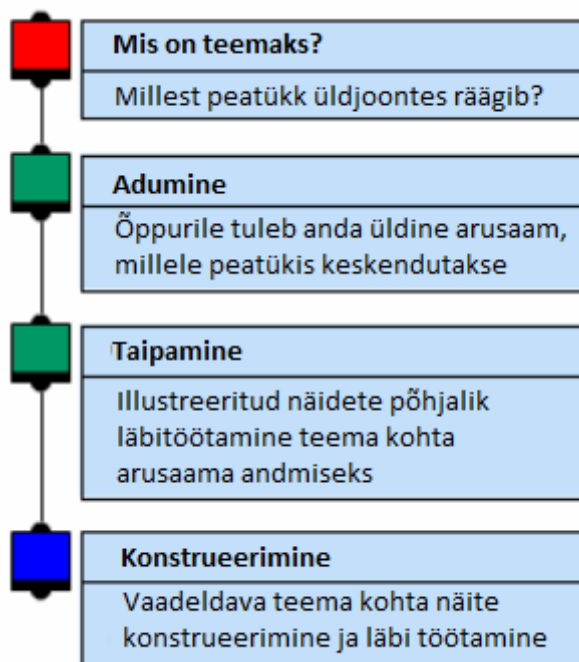 Mis on teemaks?
Millest peatükk üldjoontes räägib?
Adumine
Õppurile tuleb anda üldine arusaam,
millele peatükis keskendutakse
Taipamine
Illustreeritud näidete põhjalik
läbitöötamine teema kohta
arusaama andmiseks
Konstrueerimine
Vaadeldava teema kohta näite
konstrueerimine ja läbi töötamine